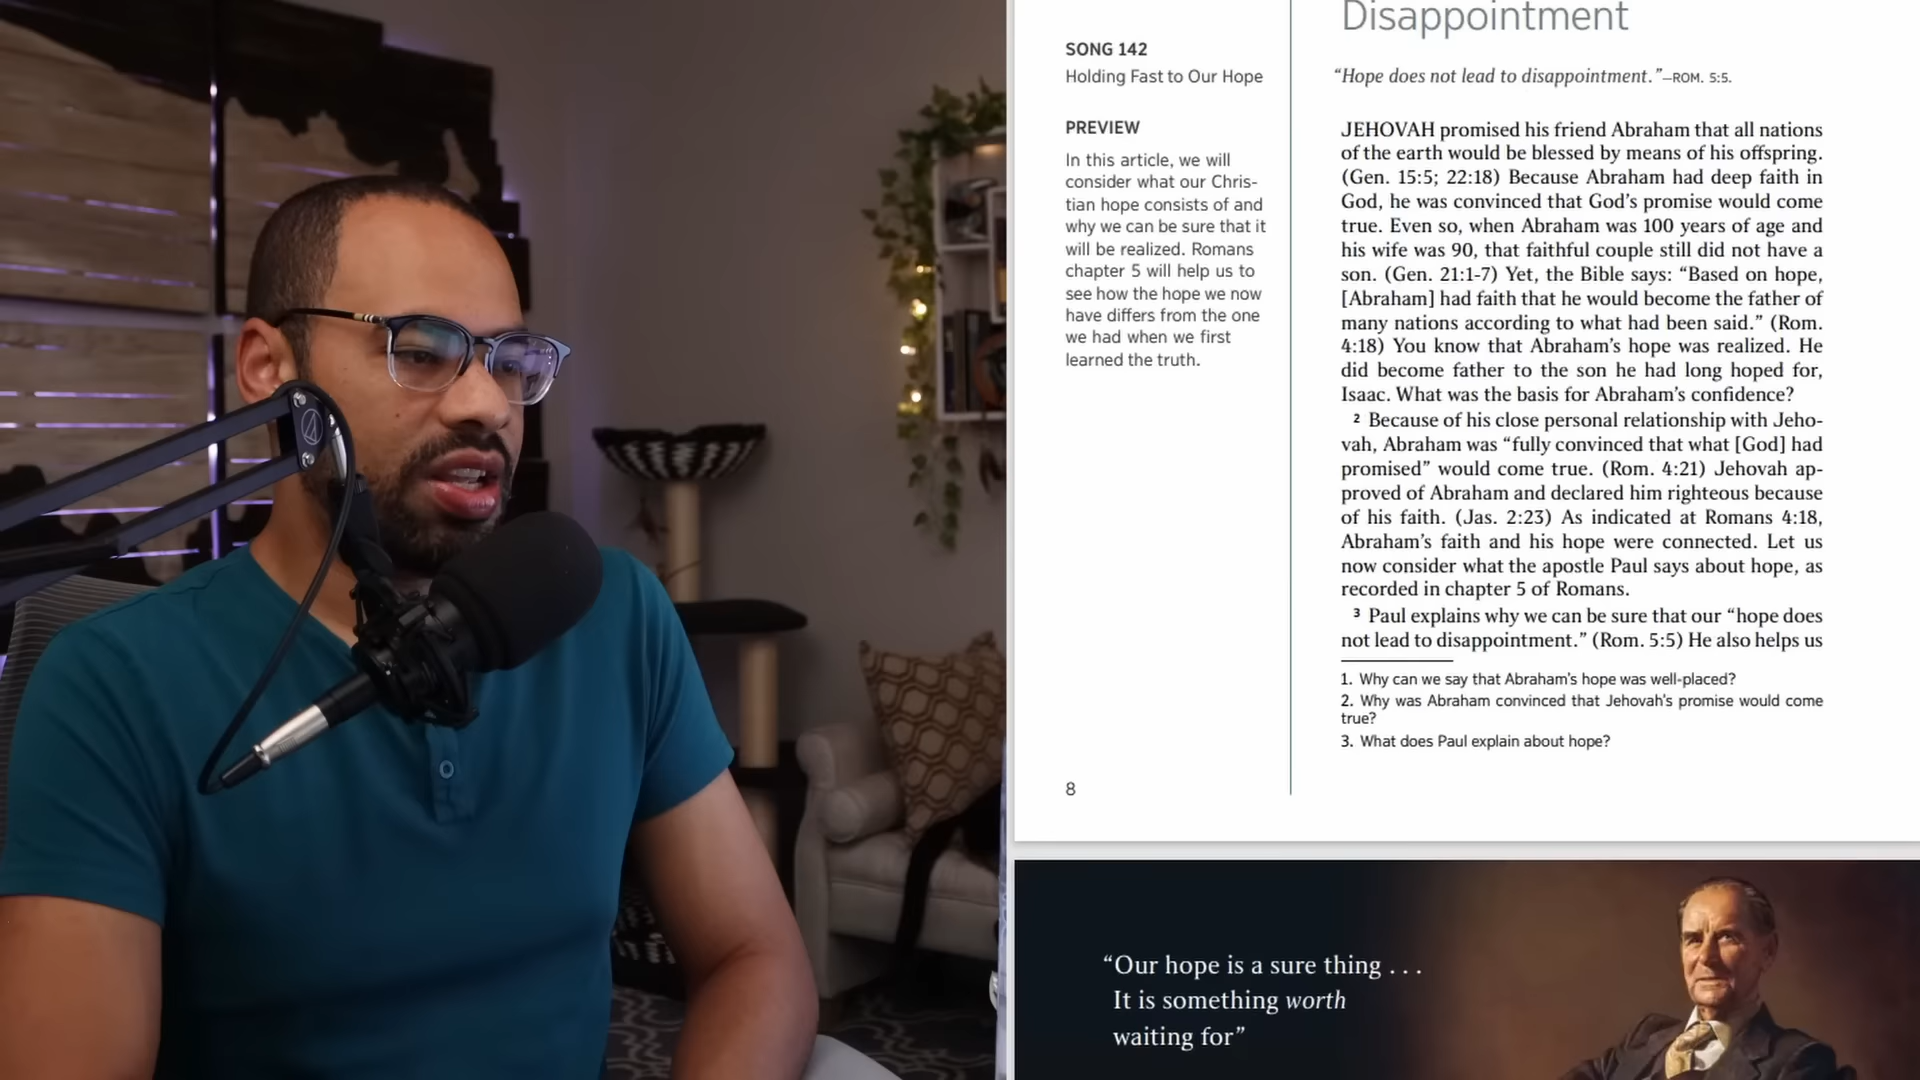 Disappointment
SONG 142
Holding Fast to Our Hope
PREVIEW
In this article, we will
consider what our Chris-
tian hope consists of and
why we can be sure that it
will be realized. Romans
chapter 5 will help us to
see how the hope we now
have differs from the one
we had when we first
learned the truth.
“Hope does not lead to disappointment.”—ROM. 5:5.
JEHOVAH promised his friend Abraham that all nations
of the earth would be blessed by means of his offspring.
(Gen. 15:5; 22:18) Because Abraham had deep faith in
God, he was convinced that God’s promise would come
true. Even so, when Abraham was 100 years of age and
his wife was 90, that faithful couple still did not have a
son. (Gen. 21:1-7) Yet, the Bible says: “Based on hope,
[Abraham] had faith that he would become the father of
many nations according to what had been said.” (Rom.
4:18) You know that Abraham’s hope was realized. He
did become father to the son he had long hoped for,
Isaac. What was the basis for Abraham’s confidence?
2 Because of his close personal relationship with Jeho-
vah, Abraham was “fully convinced that what [God] had
promised” would come true. (Rom. 4:21) Jehovah ap-
proved of Abraham and declared him righteous because
of his faith. (Jas. 2:23) As indicated at Romans 4:18,
Abraham’s faith and his hope were connected. Let us
now consider what the apostle Paul says about hope, as
recorded in chapter 5 of Romans.
3 Paul explains why we can be sure that our “hope does
not lead to disappointment.” (Rom. 5:5) He also helps us
1. Why can we say that Abraham’s hope was well-placed?
2. Why was Abraham convinced that Jehovah’s promise would come
true?
3. What does Paul explain about hope?
8
“Our hope is a sure thing . . .
It is something worth
waiting for”